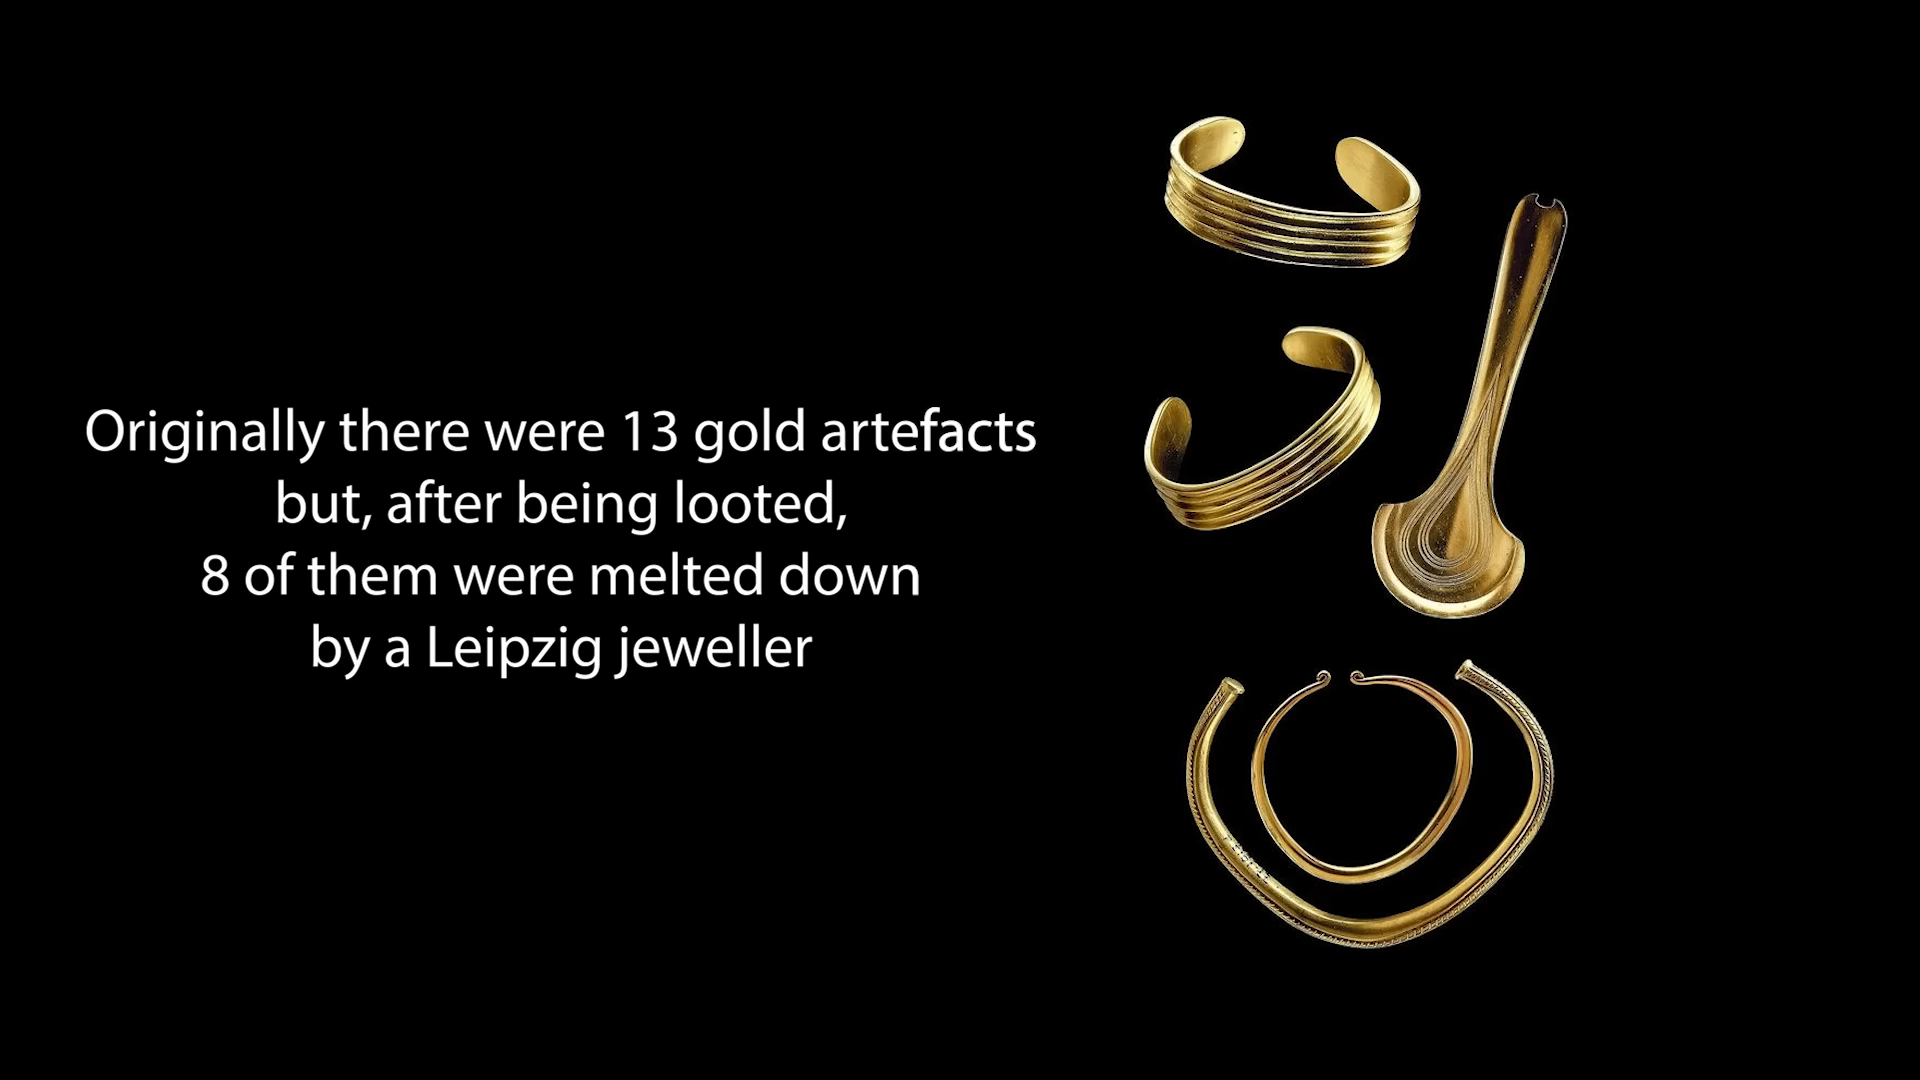 Originally there were 13 gold artefacts
but, after being looted,
8 of them were melted down
by a Leipzig jeweller